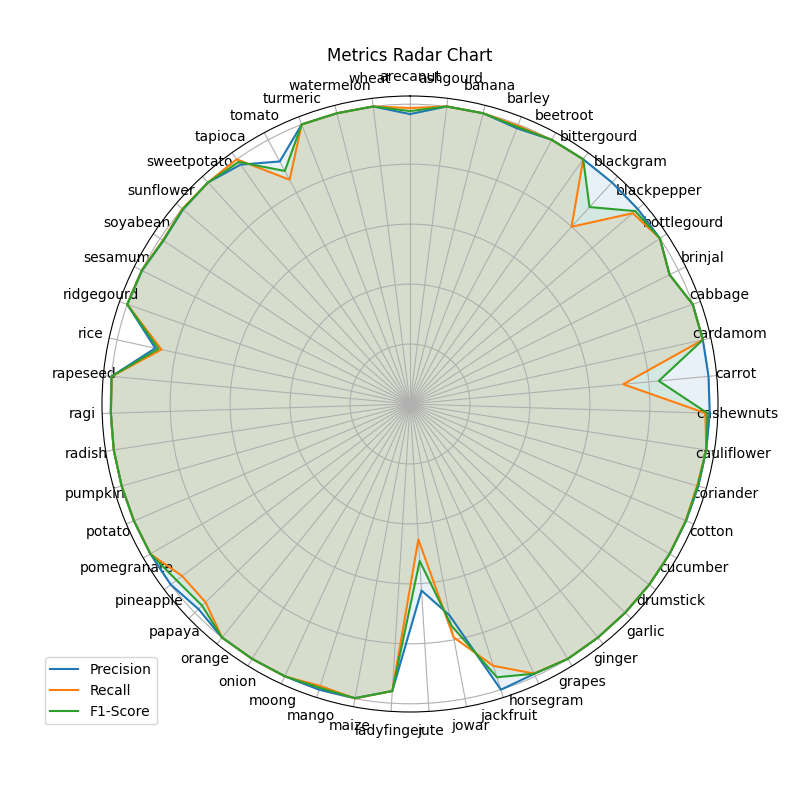 Metrics Radar Chart
arecanut
ashgourd
banana
barley
beetroot
bittergourd
blackgram
blackpepper
bottlegourd
brinjal
cabbage
cardamom
carrot
cashewnuts
cauliflower
coriander
cotton
cucumber
drumstick
garlic
ginger
grapes
horsegram
jackfruit
jowar
jute
ladyfinger
maize
mango
moong
onion
orange
papaya
pineapple
pomegranate
potato
pumpkin
radish
ragi
rapeseed
rice
ridgegourd
sesamum
soyabean
sunflower
sweetpotato
tapioca
tomato
turmeric
watermelon
wheat
Precision
Recall
F1-Score